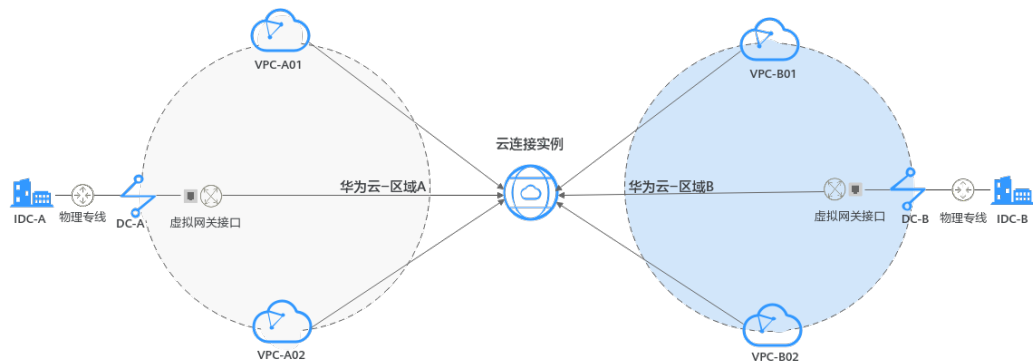 VPC-A01
VPC-B01
云连接实例
华为云-区域A
华为云-区域B
IDC-A
物理专线
DC-A
虚拟网关接口
虚拟网关接口
DC-B
物理专线
IDC-B
VPC-A02
VPC-B02